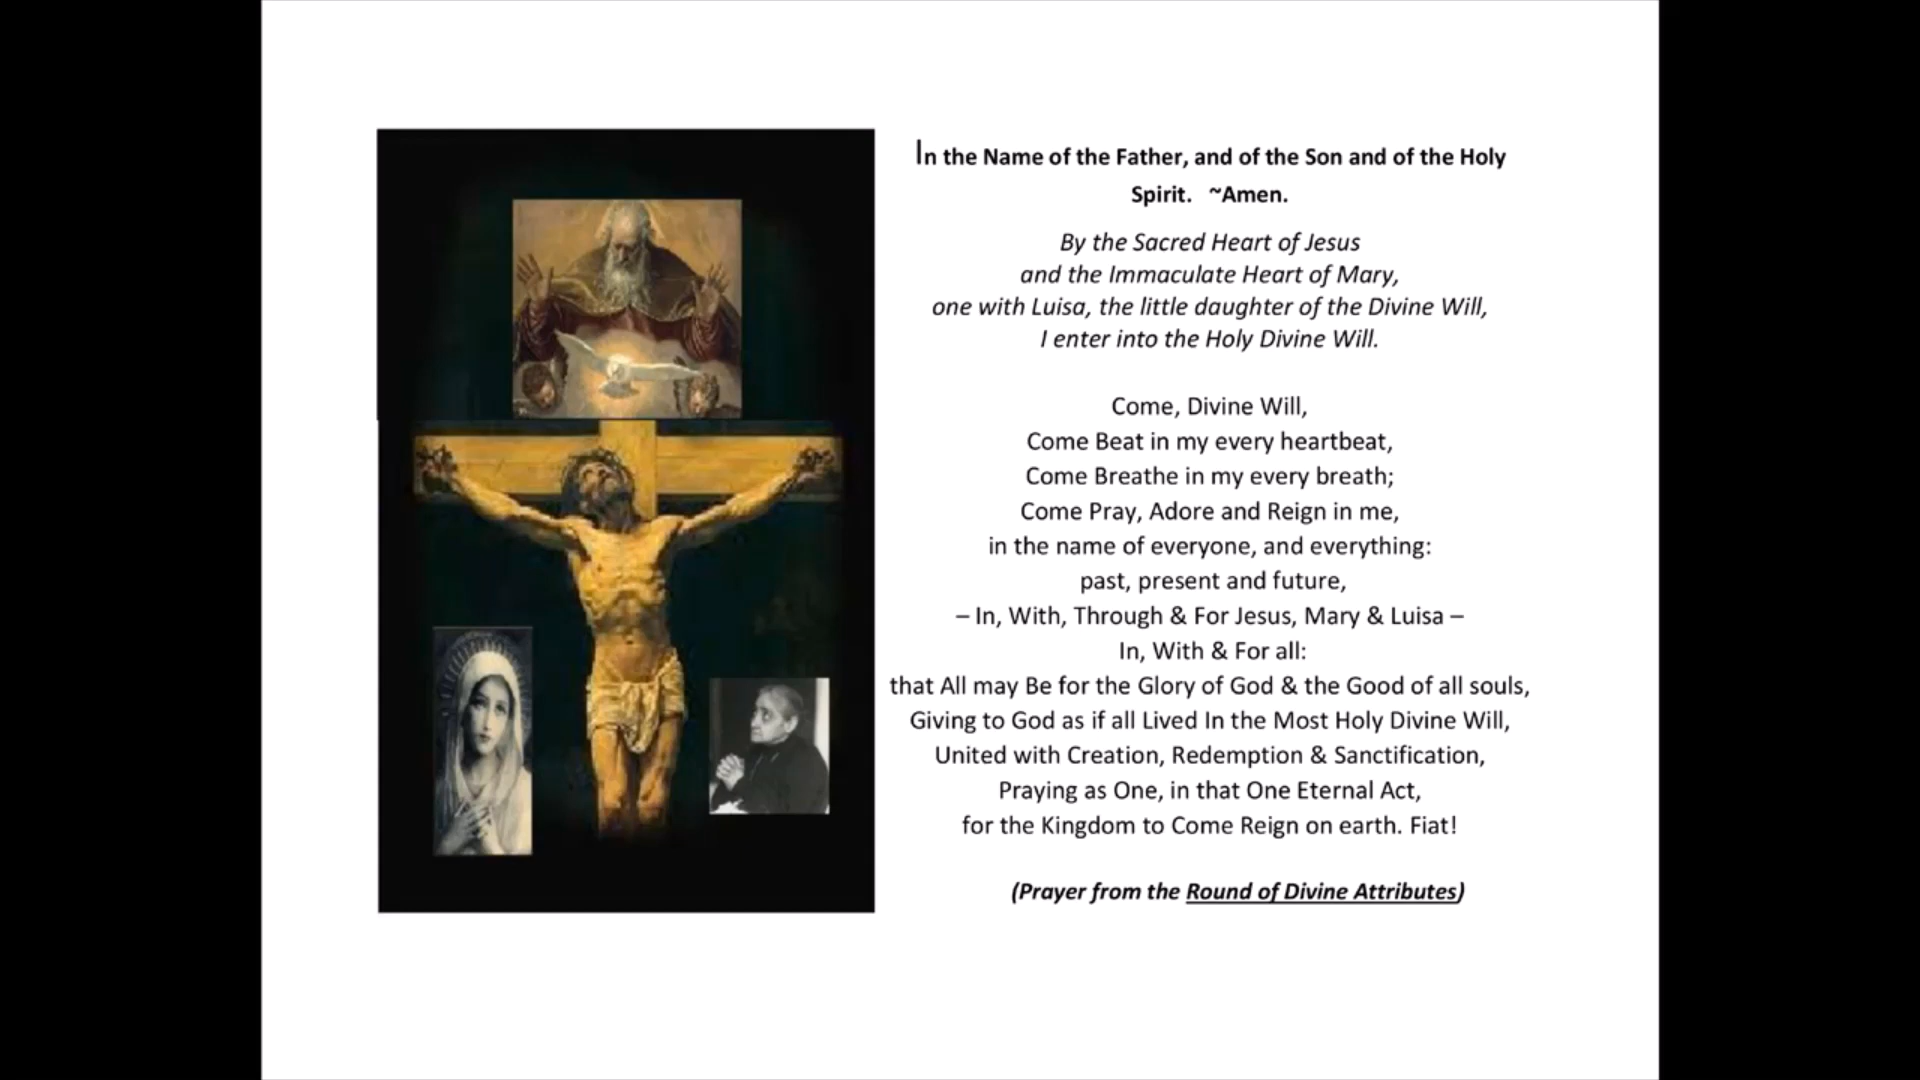 In the Name of the Father, and of the Son and of the Holy
Spirit.   ~Amen.
By the Sacred Heart of Jesus
and the Immaculate Heart of Mary,
one with Luisa, the little daughter of the Divine Will,
I enter into the Holy Divine Will.
Come, Divine Will,
Come Beat in my every heartbeat,
Come Breathe in my every breath;
Come Pray, Adore and Reign in me,
in the name of everyone, and everything:
past, present and future,
– In, With, Through & For Jesus, Mary & Luisa –
In, With & For all:
that All may Be for the Glory of God & the Good of all souls,
Giving to God as if all Lived In the Most Holy Divine Will,
United with Creation, Redemption & Sanctification,
Praying as One, in that One Eternal Act,
for the Kingdom to Come Reign on earth. Fiat!
(Prayer from the Round of Divine Attributes)